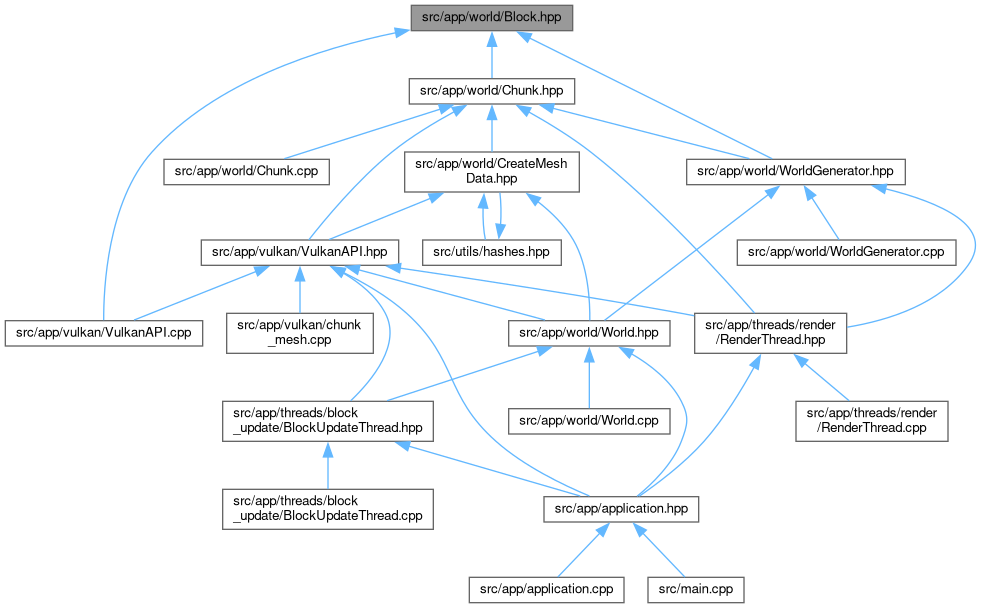 src/app/world/Block.hpp
src/app/world/Chunk.hpp
src/app/world/Chunk.cpp
src/app/world/CreateMesh
Data.hpp
src/app/world/WorldGenerator.hpp
src/app/vulkan/VulkanAPI.hpp
src/utils/hashes.hpp
src/app/world/WorldGenerator.cpp
src/app/vulkan/VulkanAPI.cpp
src/app/vulkan/chunk
_mesh.cpp
src/app/world/World.hpp
src/app/threads/render
/RenderThread.hpp
src/app/threads/block
_update/BlockUpdateThread.hpp
src/app/world/World.cpp
src/app/threads/render
/RenderThread.cpp
src/app/threads/block
_update/BlockUpdateThread.cpp
src/app/application.hpp
src/app/application.cpp
src/main.cpp